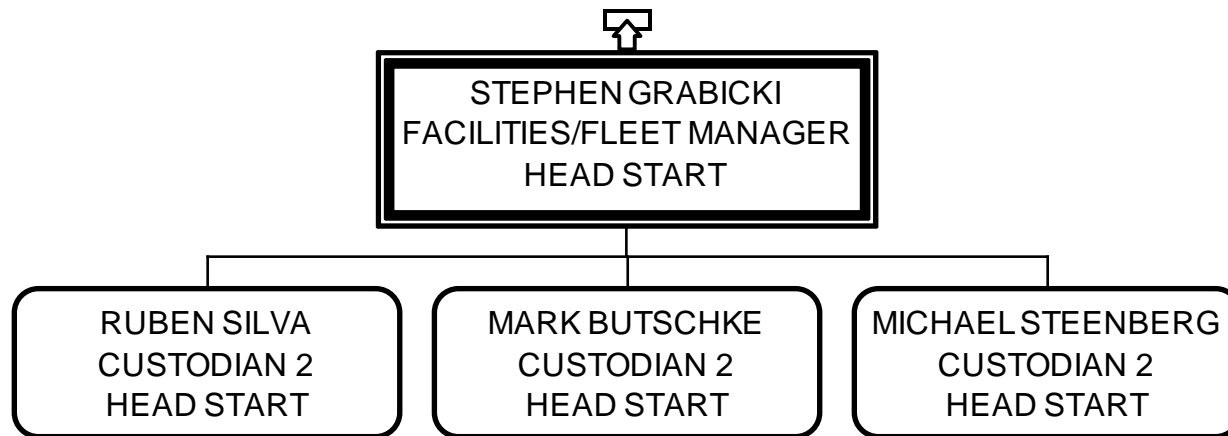 STEPHEN GRABICKI
FACILITIES/FLEET MANAGER
HEAD START
RUBEN SILVA
CUSTODIAN 2
HEAD START
MARK BUTSCHKE
CUSTODIAN 2
HEAD START
MICHAEL STEENBERG
CUSTODIAN 2
HEAD START